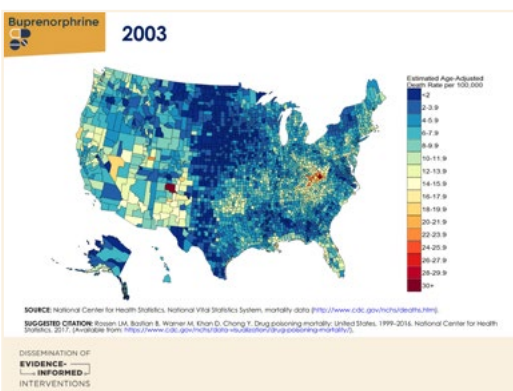 Buprenorphrine
2003
Estimated Age-Adjusted
Death Rate per 100,000
<2
2-3.9
4-5.9
6-7.9
8-9.9
10-11.9
12-13.9
14-15.9
16-17.9
18-19.9
20-21.9
22-23.9
24-25.9
26-27.9
28-29.9
30+
SOURCE: National Center for Health Statistics, National Vital Statistics System, mortality data (http://www.cdc.gov/nchs/deaths.htm).
SUGGESTED CITATION: Rossen LM, Bastian B, Warner M, Khan D, Chong Y. Drug poisoning mortality: United States, 1999–2016. National Center for Health
Statistics. 2017. (Available from: https://www.cdc.gov/nchs/data-visualization/drug-poisoning-mortality/).
DISSEMINATION OF
EVIDENCE-
INFORMED
INTERVENTIONS